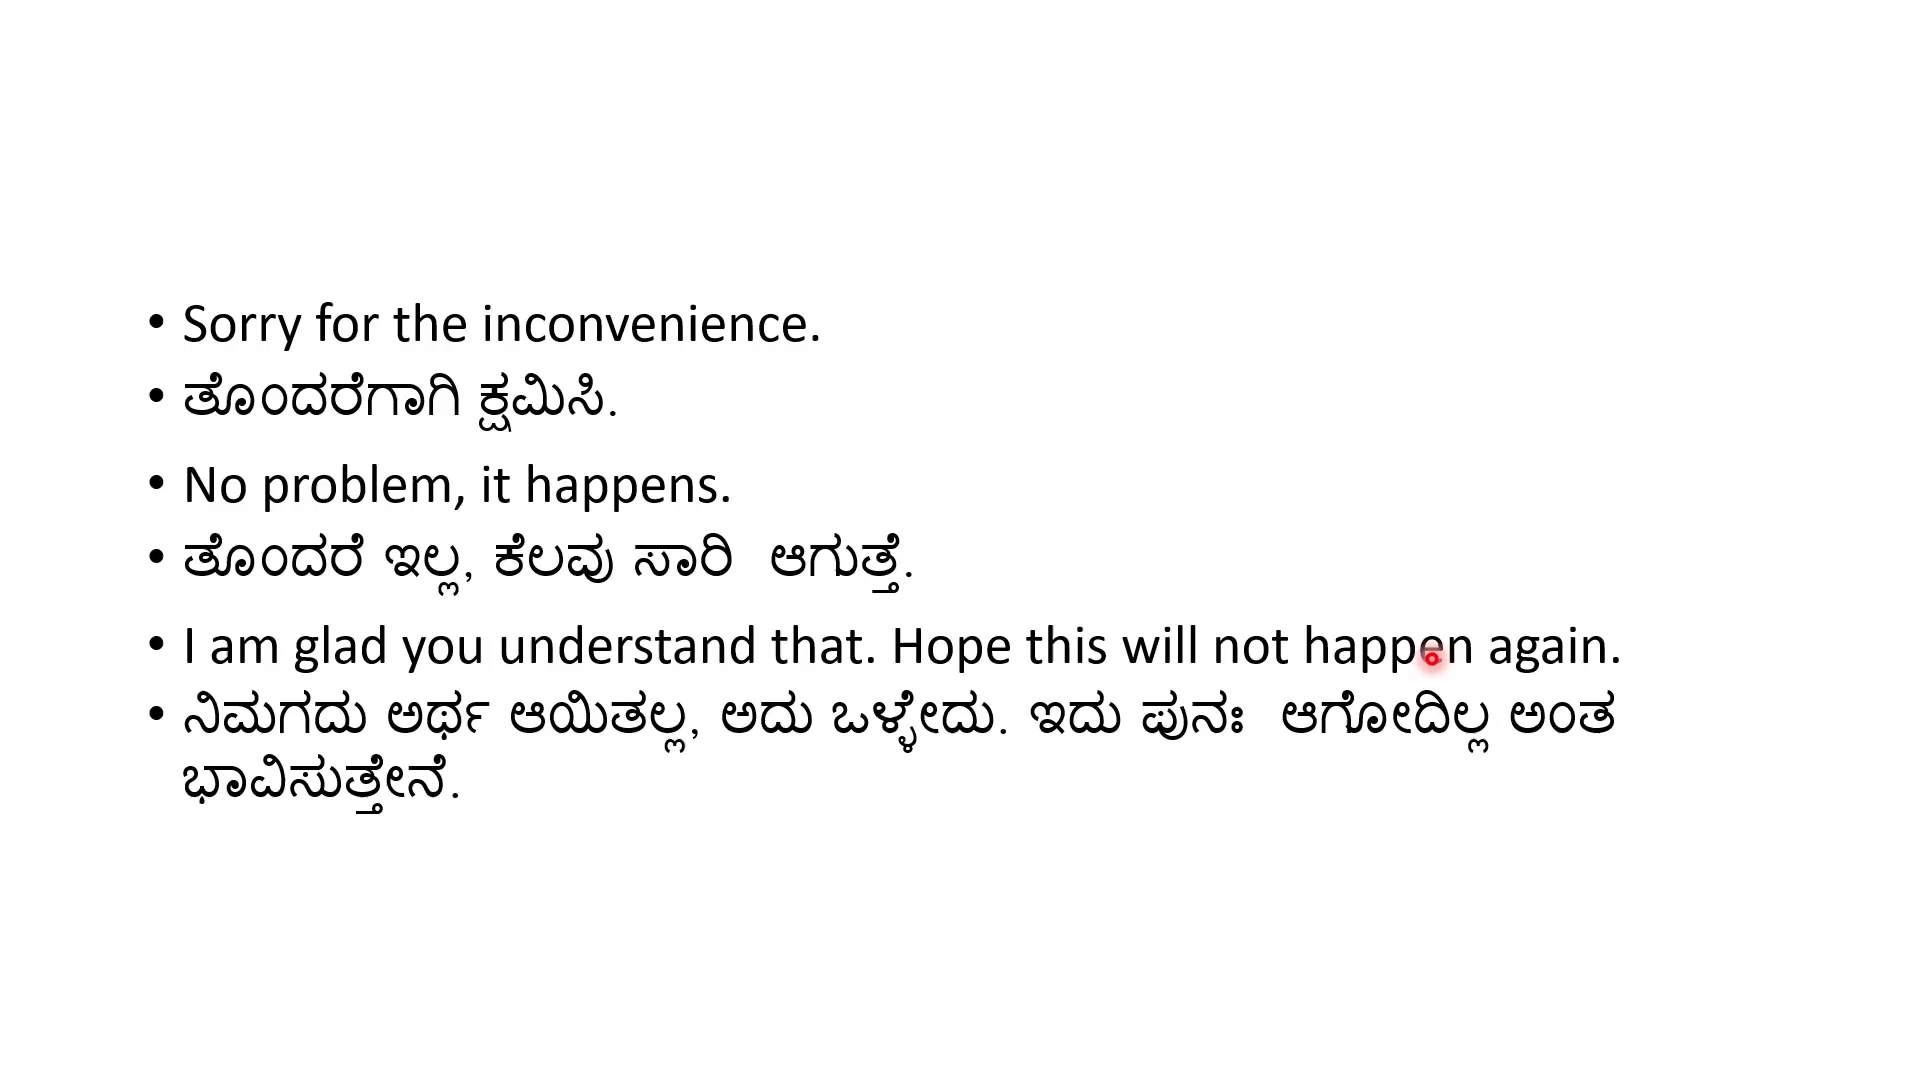 • Sorry for the inconvenience.
• ತೊಂದರೆಗಾಗಿ ಕ್ಷಮಿಸಿ.
• No problem, it happens.
• ತೊಂದರೆ ಇಲ್ಲ, ಕೆಲವು ಸಾರಿ  ಆಗುತ್ತೆ.
• I am glad you understand that. Hope this will not happen again.
• ನಿಮಗದು ಅರ್ಥ ಆಯಿತಲ್ಲ, ಅದು ಒಳ್ಳೇದು. ಇದು ಪುನಃ  ಆಗೋದಿಲ್ಲ ಅಂತ
ಭಾವಿಸುತ್ತೇನೆ.